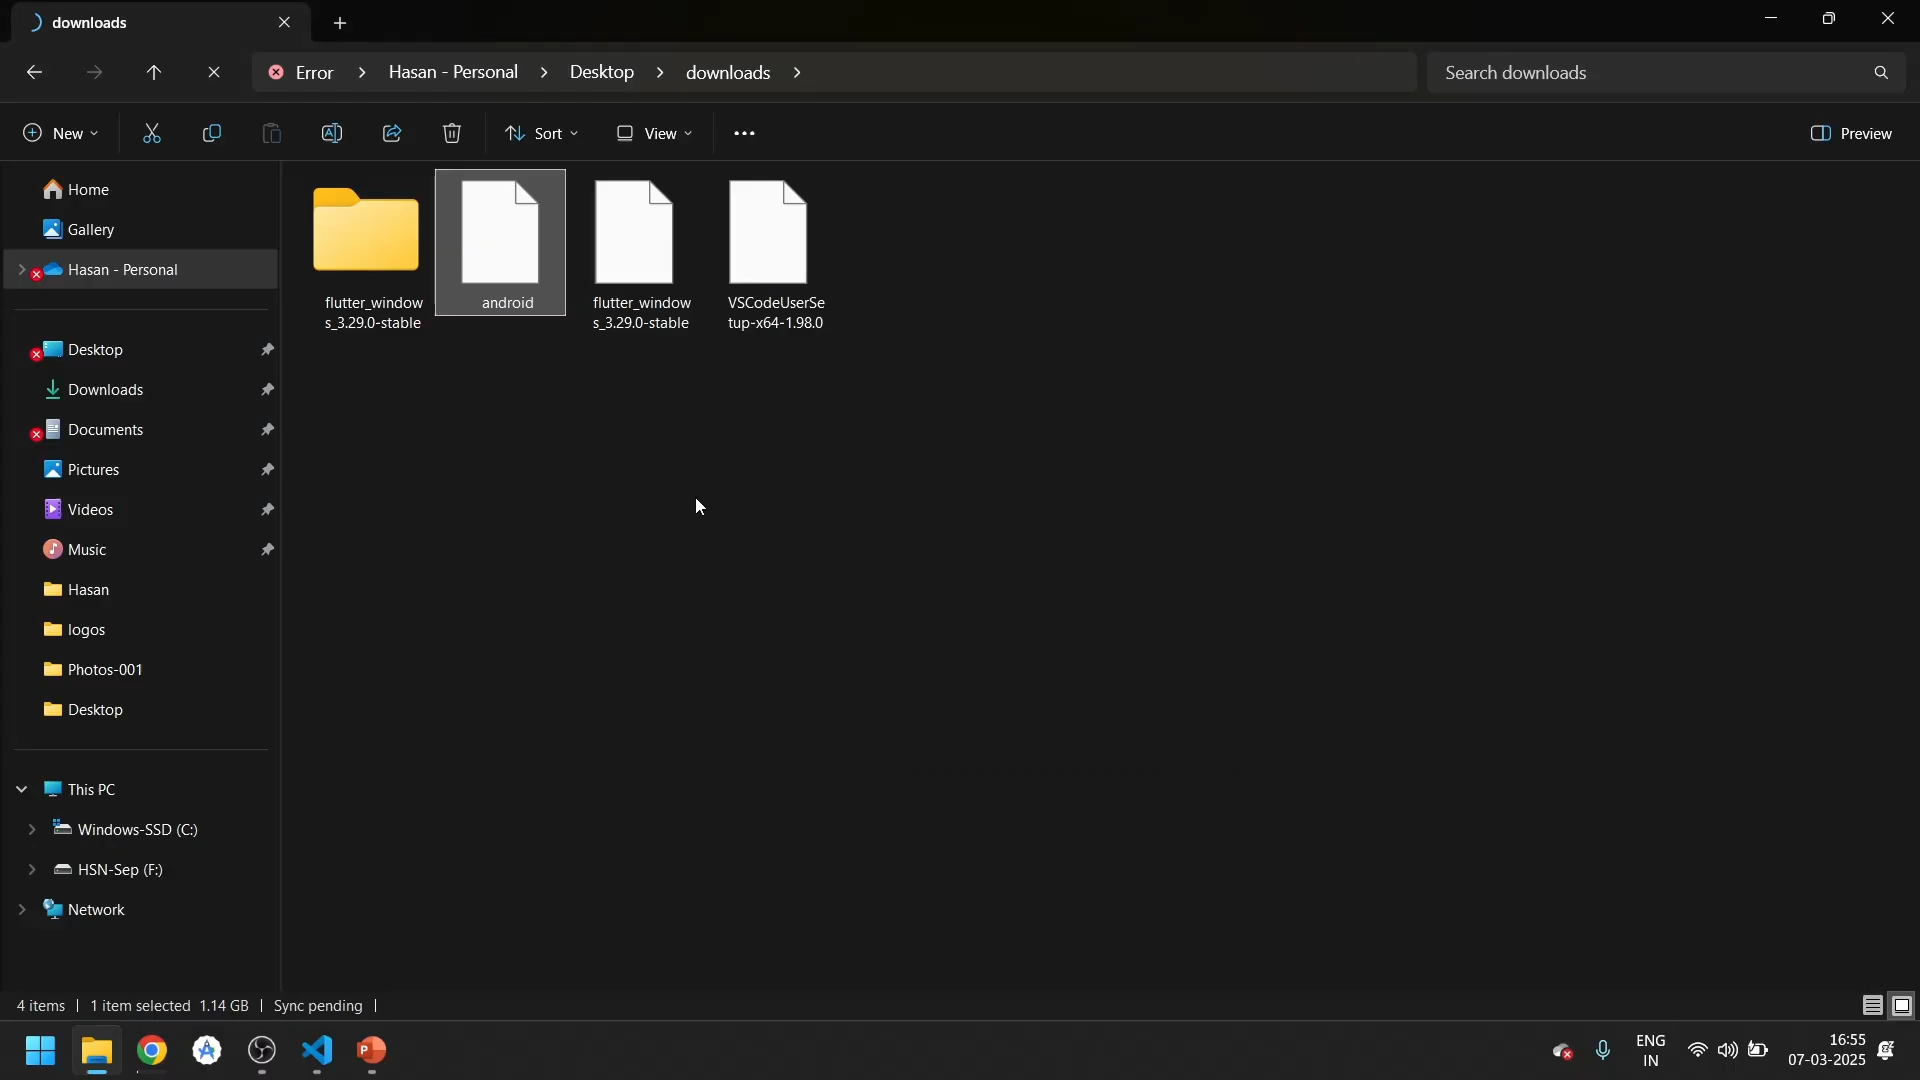 downloads
Error > Hasan - Personal > Desktop > downloads >
Search downloads
New
Sort
View
Preview
Home
Gallery
Hasan - Personal
Desktop
Downloads
Documents
Pictures
Videos
Music
Hasan
logos
Photos-001
Desktop
This PC
Windows-SSD (C:)
HSN-Sep (F:)
Network
flutter_window
s_3.29.0-stable
android
flutter_window
s_3.29.0-stable
VSCodeUserSe
tup-x64-1.98.0
4 items | 1 item selected 1.14 GB | Sync pending |
ENG
IN
16:55
07-03-2025